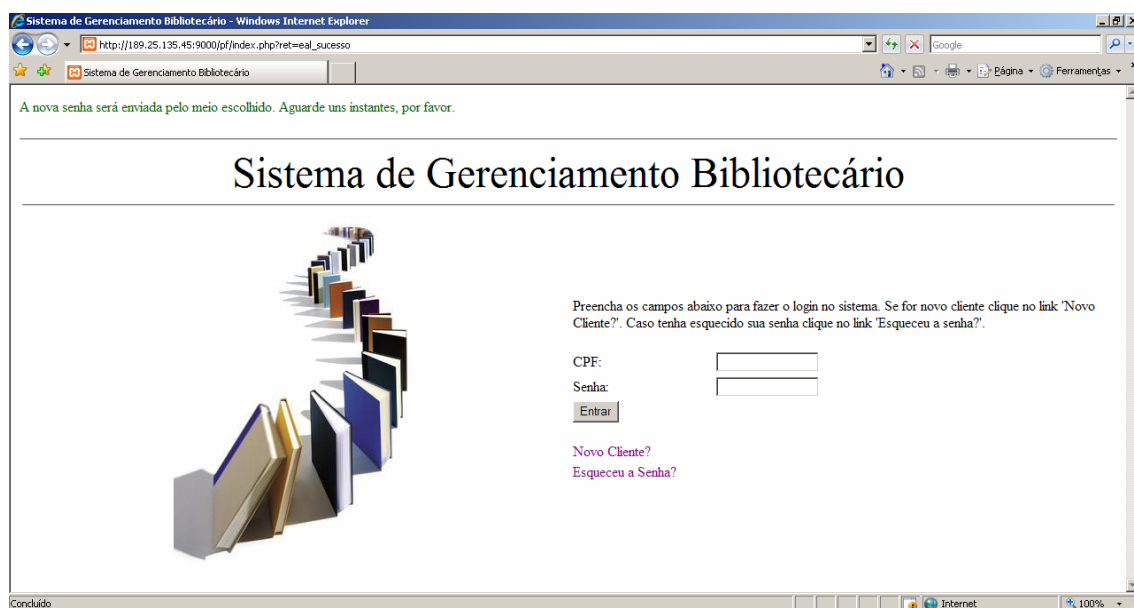 Sistema de Gerenciamento Bibliotecário - Windows Internet Explorer
http://189.25.135.45:9000/pf/index.php?ret=eal_sucesso
Google
Sistema de Gerenciamento Bibliotecário
Página
Ferramentas
A nova senha será enviada pelo meio escolhido. Aguarde uns instantes, por favor.
Sistema de Gerenciamento Bibliotecário
Preencha os campos abaixo para fazer o login no sistema. Se for novo cliente clique no link 'Novo
Cliente?'. Caso tenha esquecido sua senha clique no link 'Esqueceu a senha?'.
CPF:
Senha:
Entrar
Novo Cliente?
Esqueceu a Senha?
Concluído
Internet
100%